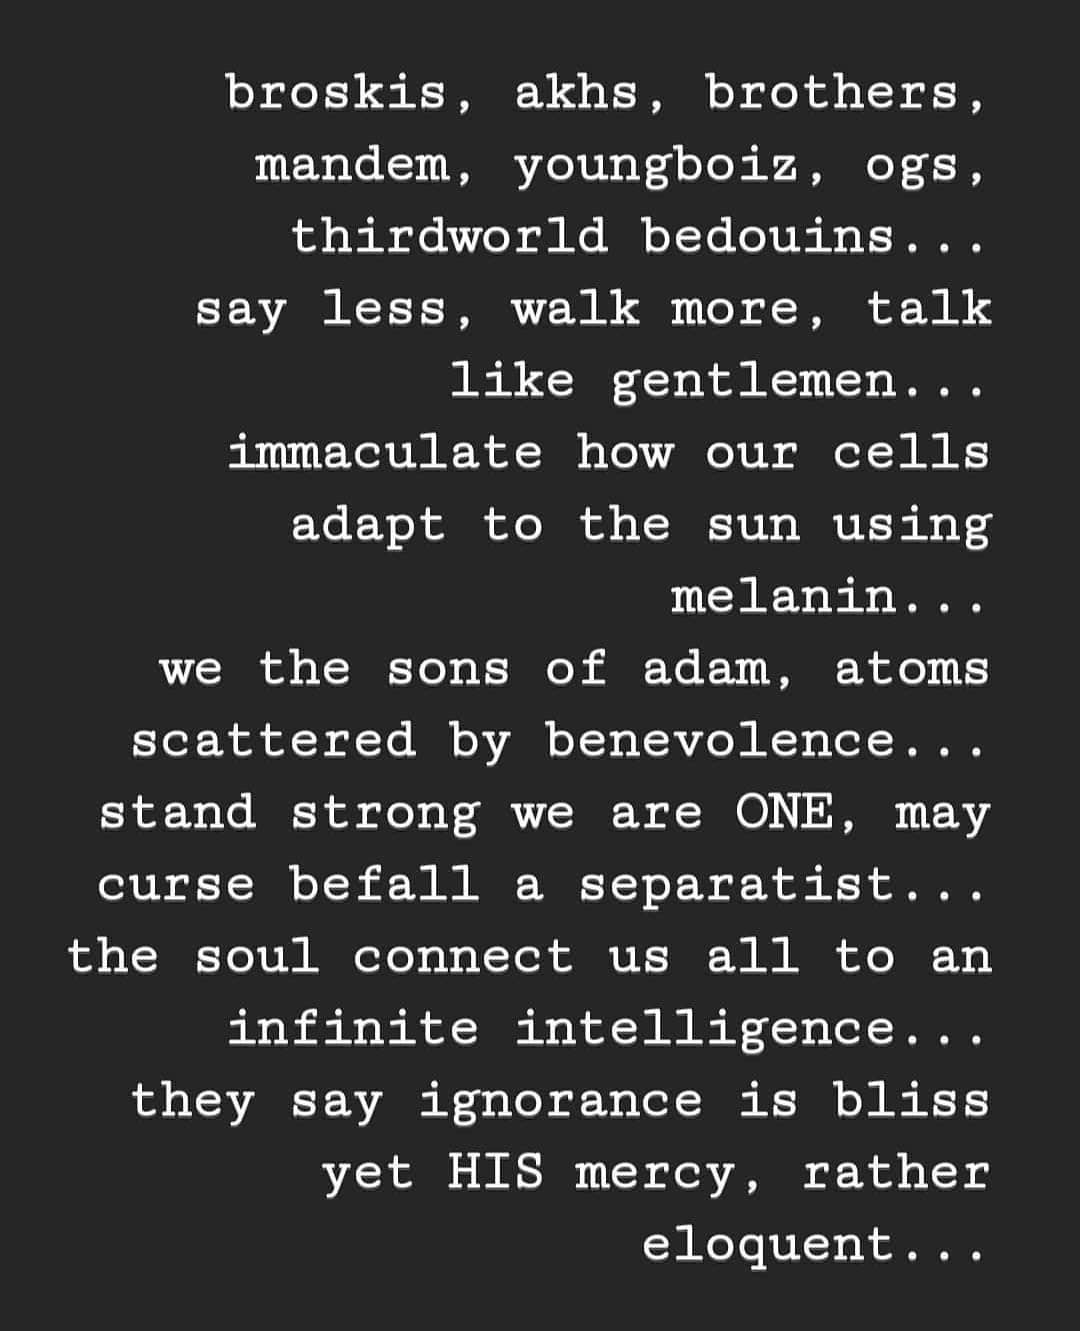 broskis, akhs, brothers,
mandem, youngboiz, ogs,
thirdworld bedouins...
say less, walk more, talk
like gentlemen...
immaculate how our cells
adapt to the sun using
melanin...
we the sons of adam, atoms
scattered by benevolence...
stand strong we are ONE, may
curse befall a separatist...
the soul connect us all to an
infinite intelligence...
they say ignorance is bliss
yet HIS mercy, rather
eloquent...